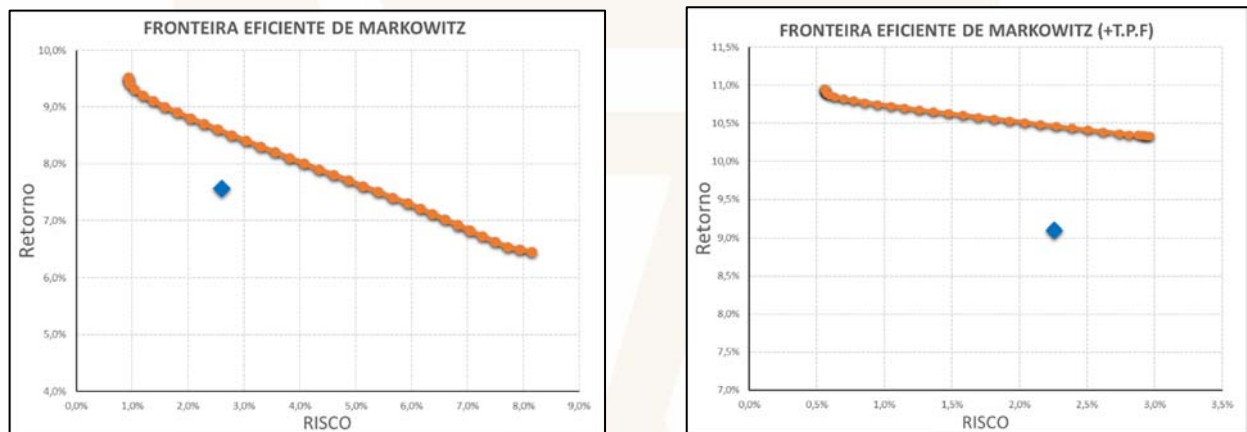 FRONTEIRA EFICIENTE DE MARKOWITZ
10,0%
9,0%
8,0%
7,0%
6,0%
5,0%
4,0%
Retorno
0,0% 1,0% 2,0% 3,0% 4,0% 5,0% 6,0% 7,0% 8,0% 9,0%
RISCO
FRONTEIRA EFICIENTE DE MARKOWITZ (+T.P.F)
11,5%
11,0%
10,5%
10,0%
9,5%
9,0%
8,5%
8,0%
7,5%
7,0%
Retorno
0,0% 0,5% 1,0% 1,5% 2,0% 2,5% 3,0% 3,5%
RISCO